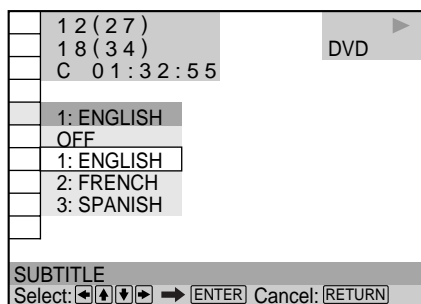 12(27)
18(34) DVD
C 01:32:55
1: ENGLISH
OFF
1: ENGLISH
2: FRENCH
3: SPANISH
SUBTITLE
Select: ENTER Cancel: RETURN